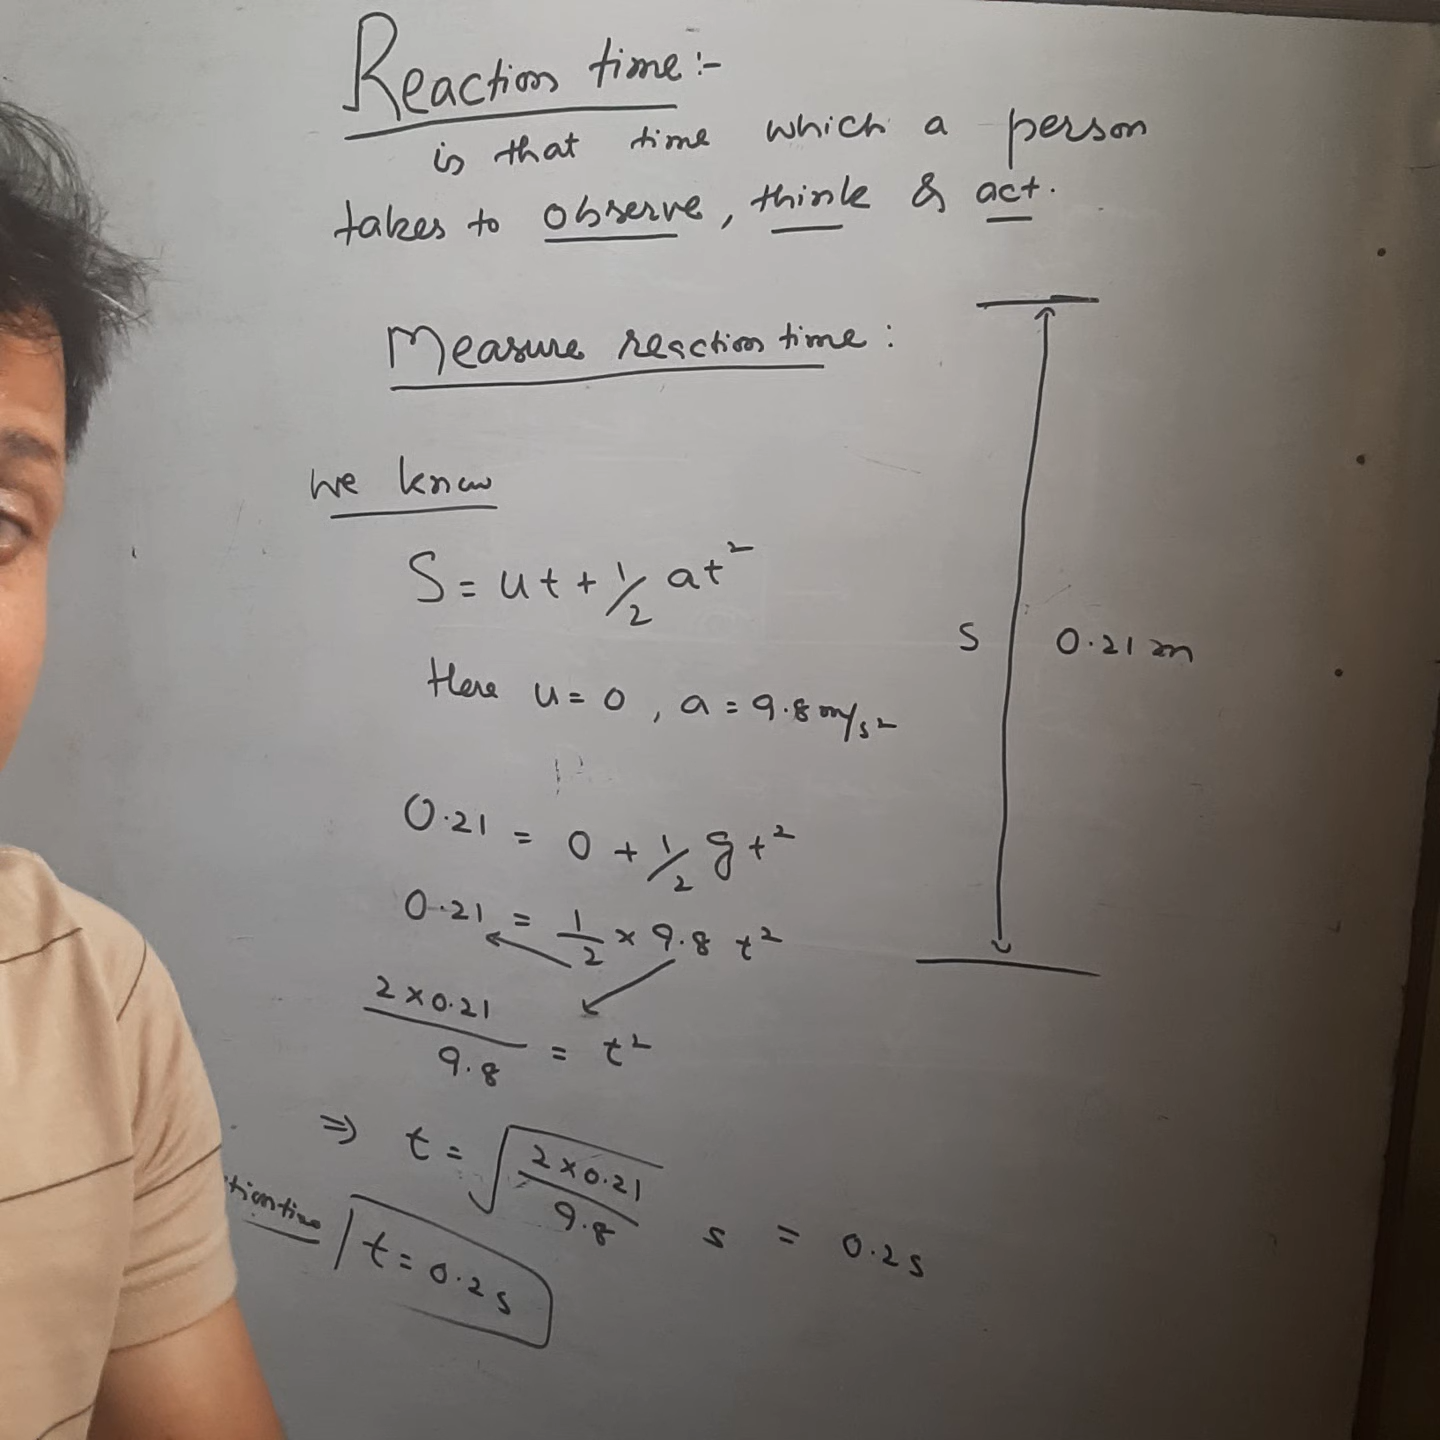 Reaction time :-
is that time which a person
takes to observe, think & act.
Measure reaction time :
We know
S = ut + 1/2 at²
Here u = 0 , a = 9.8 m/s²
S 0.21 m
0.21 = 0 + 1/2 gt²
0.21 = 1/2 × 9.8 t²
2 × 0.21 / 9.8 = t²
⇒ t = √(2 × 0.21 / 9.8) s = 0.2 s
t = 0.2 s